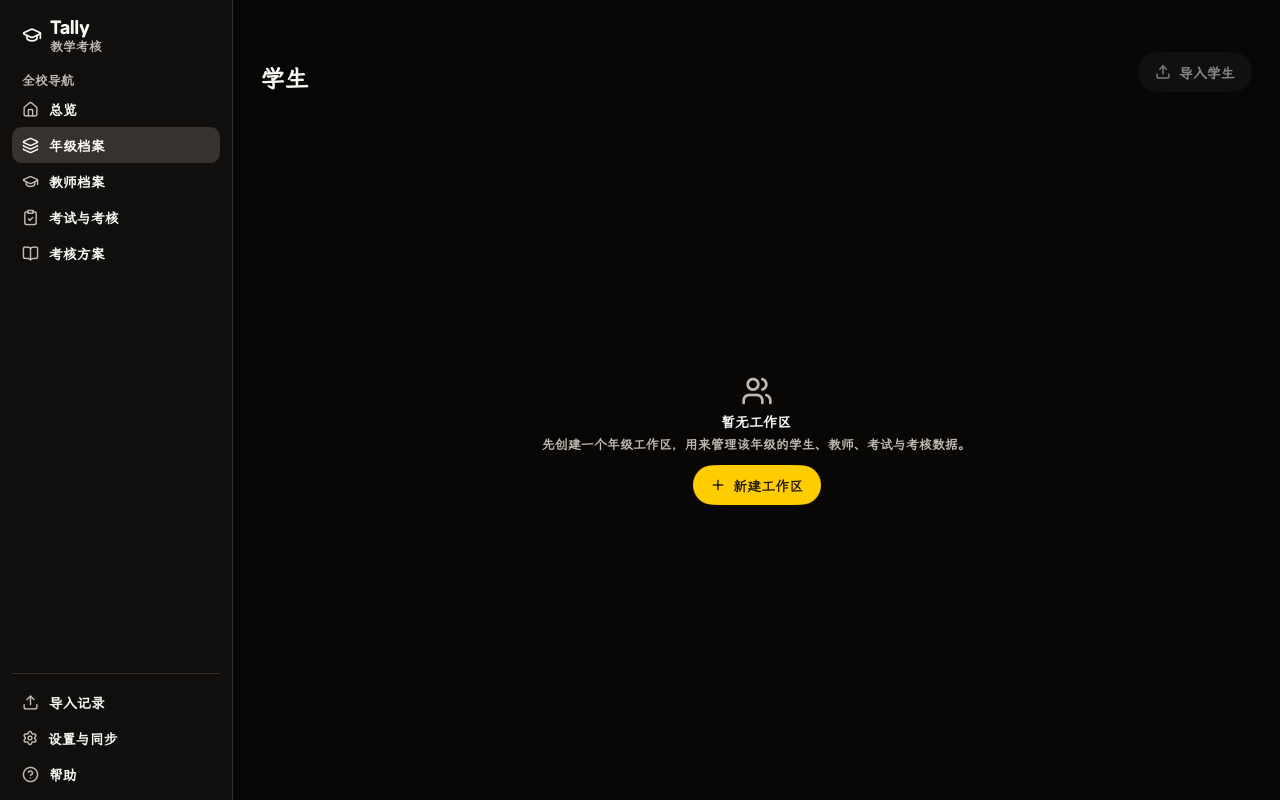 Tally
教学考核
全校导航
总览
年级档案
教师档案
考试与考核
考核方案
导入记录
设置与同步
帮助
学生
导入学生
暂无工作区
先创建一个年级工作区，用来管理该年级的学生、教师、考试与考核数据。
新建工作区